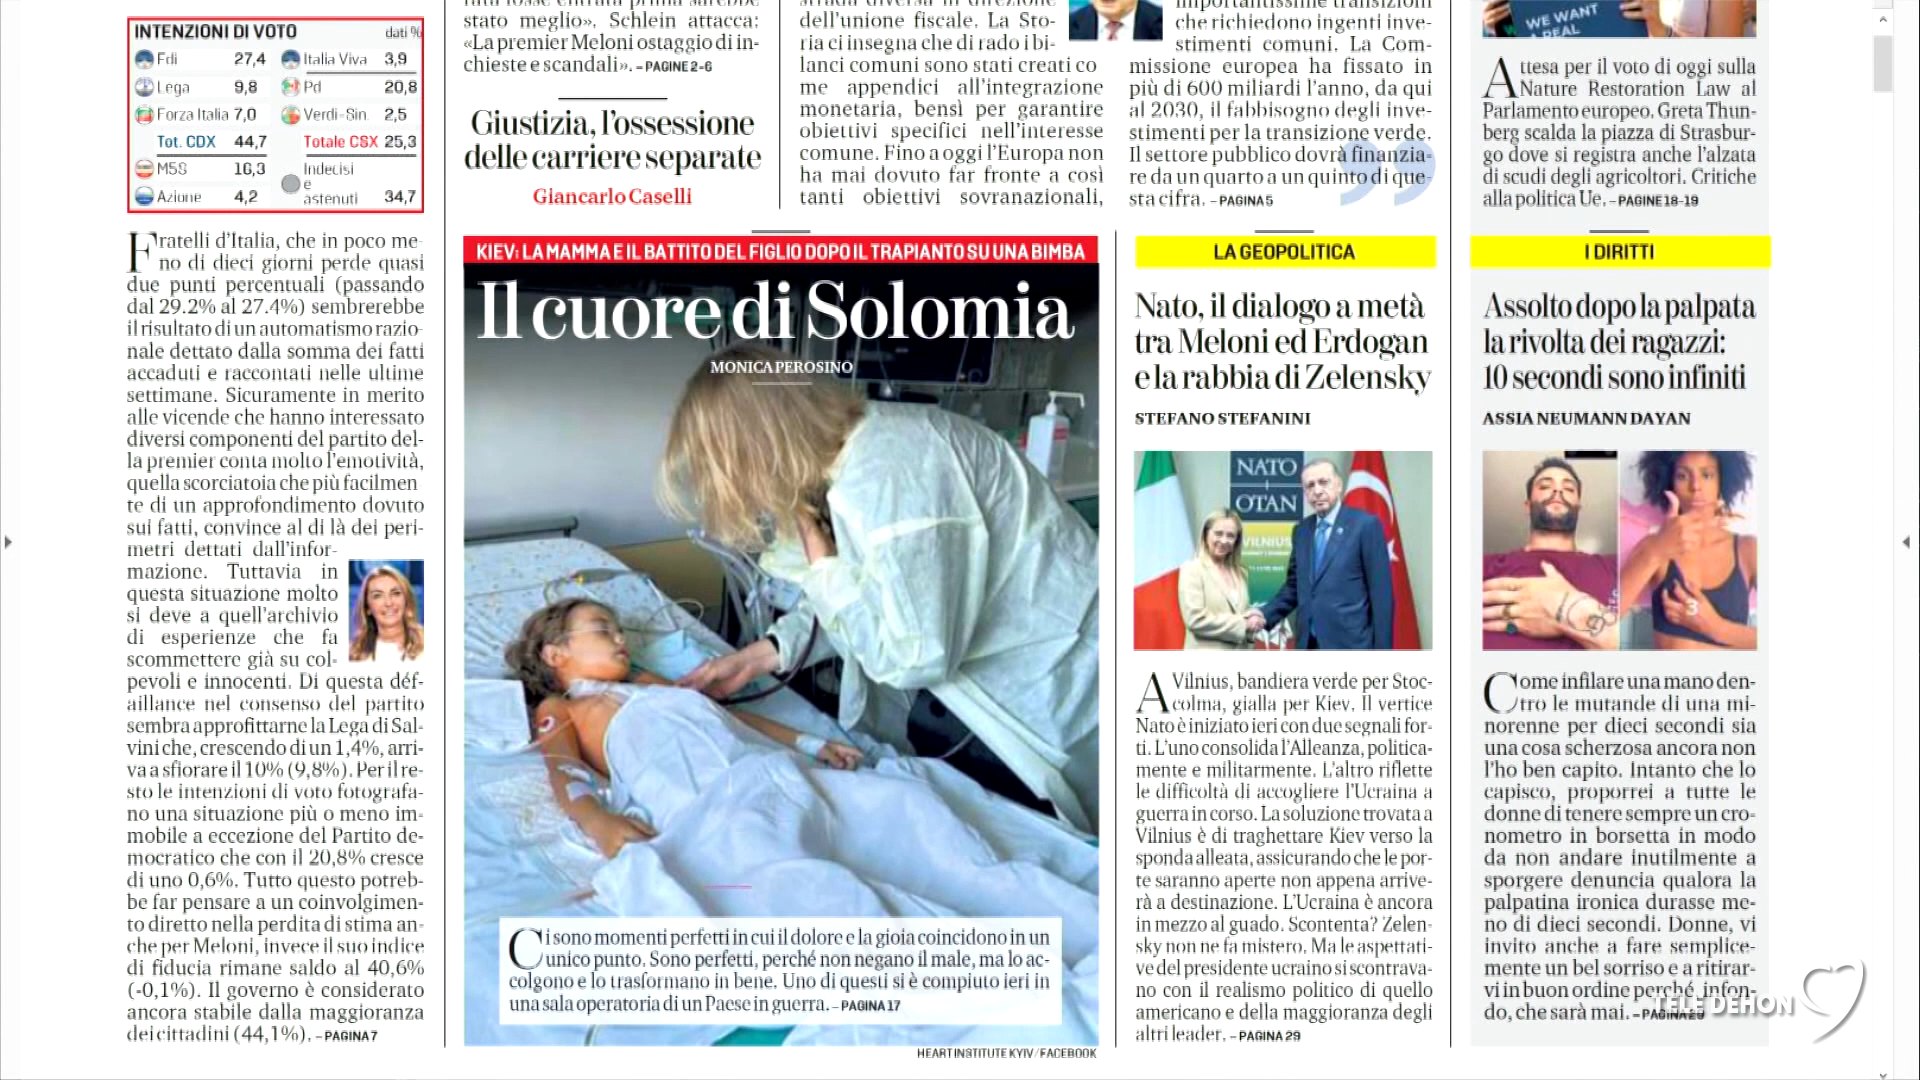 INTENZIONI DI VOTO dati %
Fdi 27,4 Italia Viva 3,9
Lega 9,8 Pd 20,8
Forza Italia 7,0 Verdi-Sin. 2,5
Tot. CDX 44,7 Totale CSX 25,3
M5S 16,3 Indecisi
e
Azione 4,2 astenuti 34,7
Fratelli d'Italia, che in poco me-
no di dieci giorni perde quasi
due punti percentuali (passando
dal 29.2% al 27.4%) sembrerebbe
il risultato di un automatismo razio-
nale dettato dalla somma dei fatti
accaduti e raccontati nelle ultime
settimane. Sicuramente in merito
alle vicende che hanno interessato
diversi componenti del partito del-
la premier conta molto l'emotività,
quella scorciatoia che più facilmen
te di un approfondimento dovuto
sui fatti, convince al di là dei peri-
metri dettati dall'infor-
mazione. Tuttavia in
questa situazione molto
si deve a quell'archivio
di esperienze che fa
scommettere già su col-
pevoli e innocenti. Di questa déf-
aillance nel consenso del partito
sembra approfittarne la Lega di Sal-
vini che, crescendo di un 1,4%, arri-
va a sfiorare il 10% (9,8%). Per il re-
sto le intenzioni di voto fotografa-
no una situazione più o meno im-
mobile a eccezione del Partito de-
mocratico che con il 20,8% cresce
di uno 0,6%. Tutto questo potreb-
be far pensare a un coinvolgimen-
to diretto nella perdita di stima an-
che per Meloni, invece il suo indice
di fiducia rimane saldo al 40,6%
(-0,1%). Il governo è considerato
ancora stabile dalla maggioranza
dei cittadini (44,1%). – PAGINA 7
stato meglio», Schlein attacca:
«La premier Meloni ostaggio di in-
chieste e scandali». – PAGINE 2-6
Giustizia, l'ossessione
delle carriere separate
Giancarlo Caselli
dell'unione fiscale. La Sto-
ria ci insegna che di rado i bi-
lanci comuni sono stati creati co
me appendici all'integrazione
monetaria, bensì per garantire
obiettivi specifici nell'interesse
comune. Fino a oggi l'Europa non
ha mai dovuto far fronte a così
tanti obiettivi sovranazionali,
importantissime transizioni
che richiedono ingenti inve-
stimenti comuni. La Com-
missione europea ha fissato in
più di 600 miliardi l'anno, da qui
al 2030, il fabbisogno degli inve-
stimenti per la transizione verde.
Il settore pubblico dovrà finanzia-
re da un quarto a un quinto di que-
sta cifra. – PAGINA 5
WE WANT
A REAL
Attesa per il voto di oggi sulla
Nature Restoration Law al
Parlamento europeo. Greta Thun-
berg scalda la piazza di Strasbur-
go dove si registra anche l'alzata
di scudi degli agricoltori. Critiche
alla politica Ue. – PAGINE 18-19
KIEV: LA MAMMA E IL BATTITO DEL FIGLIO DOPO IL TRAPIANTO SU UNA BIMBA
Il cuore di Solomia
MONICA PEROSINO
Ci sono momenti perfetti in cui il dolore e la gioia coincidono in un
unico punto. Sono perfetti, perché non negano il male, ma lo ac-
colgono e lo trasformano in bene. Uno di questi si è compiuto ieri in
una sala operatoria di un Paese in guerra. – PAGINA 17
HEART INSTITUTE KYIV/FACEBOOK
LA GEOPOLITICA
Nato, il dialogo a metà
tra Meloni ed Erdogan
e la rabbia di Zelensky
STEFANO STEFANINI
NATO
OTAN
VILNIUS
A Vilnius, bandiera verde per Stoc-
colma, gialla per Kiev. Il vertice
Nato è iniziato ieri con due segnali for-
ti. L'uno consolida l'Alleanza, politica-
mente e militarmente. L'altro riflette
le difficoltà di accogliere l'Ucraina a
guerra in corso. La soluzione trovata a
Vilnius è di traghettare Kiev verso la
sponda alleata, assicurando che le por-
te saranno aperte non appena arrive-
rà a destinazione. L'Ucraina è ancora
in mezzo al guado. Scontenta? Zelen-
sky non ne fa mistero. Ma le aspettati-
ve del presidente ucraino si scontrava-
no con il realismo politico di quello
americano e della maggioranza degli
altri leader. – PAGINA 29
I DIRITTI
Assolto dopo la palpata
la rivolta dei ragazzi:
10 secondi sono infiniti
ASSIA NEUMANN DAYAN
3
Come infilare una mano den-
tro le mutande di una mi-
norenne per dieci secondi sia
una cosa scherzosa ancora non
l'ho ben capito. Intanto che lo
capisco, proporrei a tutte le
donne di tenere sempre un cro-
nometro in borsetta in modo
da non andare inutilmente a
sporgere denuncia qualora la
palpatina ironica durasse me-
no di dieci secondi. Donne, vi
invito anche a fare semplice-
mente un bel sorriso e a ritirar-
vi in buon ordine perché, in fon-
do, che sarà mai. – PAGINA 29
TELE DEHON